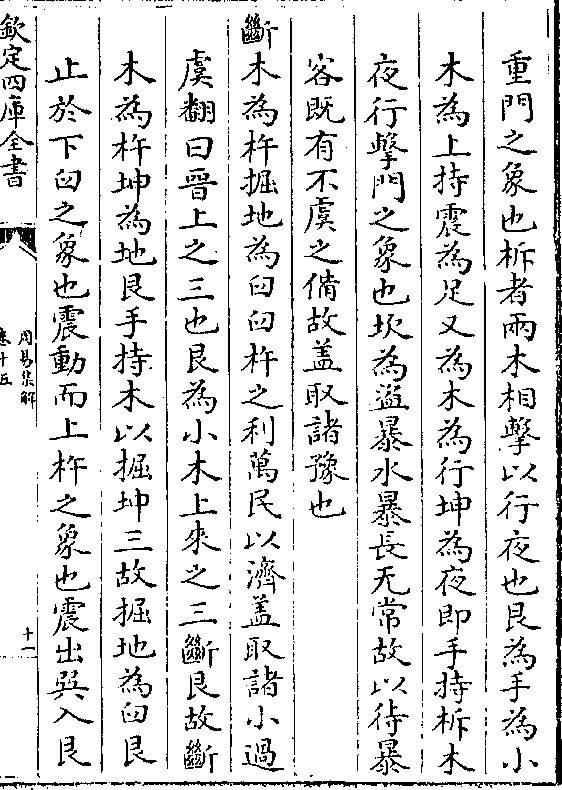 重門之象也柝者兩木相擊以行夜也艮為手為小
木為上持震為足又為木為行坤為夜即手持柝木
夜行擊門之象也坎為盗暴水暴長无常故以待暴
客既有不虞之備故盖取諸豫也
斷木為杵掘地為臼臼杵之利萬民以濟盖取諸小過
虞翻曰晉上之三也艮為小木上來之三斷艮故斷
木為杵坤為地艮手持木以掘坤三故掘地為臼艮
止於下臼之象也震動而上杵之象也震出巽入艮
欽定四庫全書
周易集解
卷十五
十一